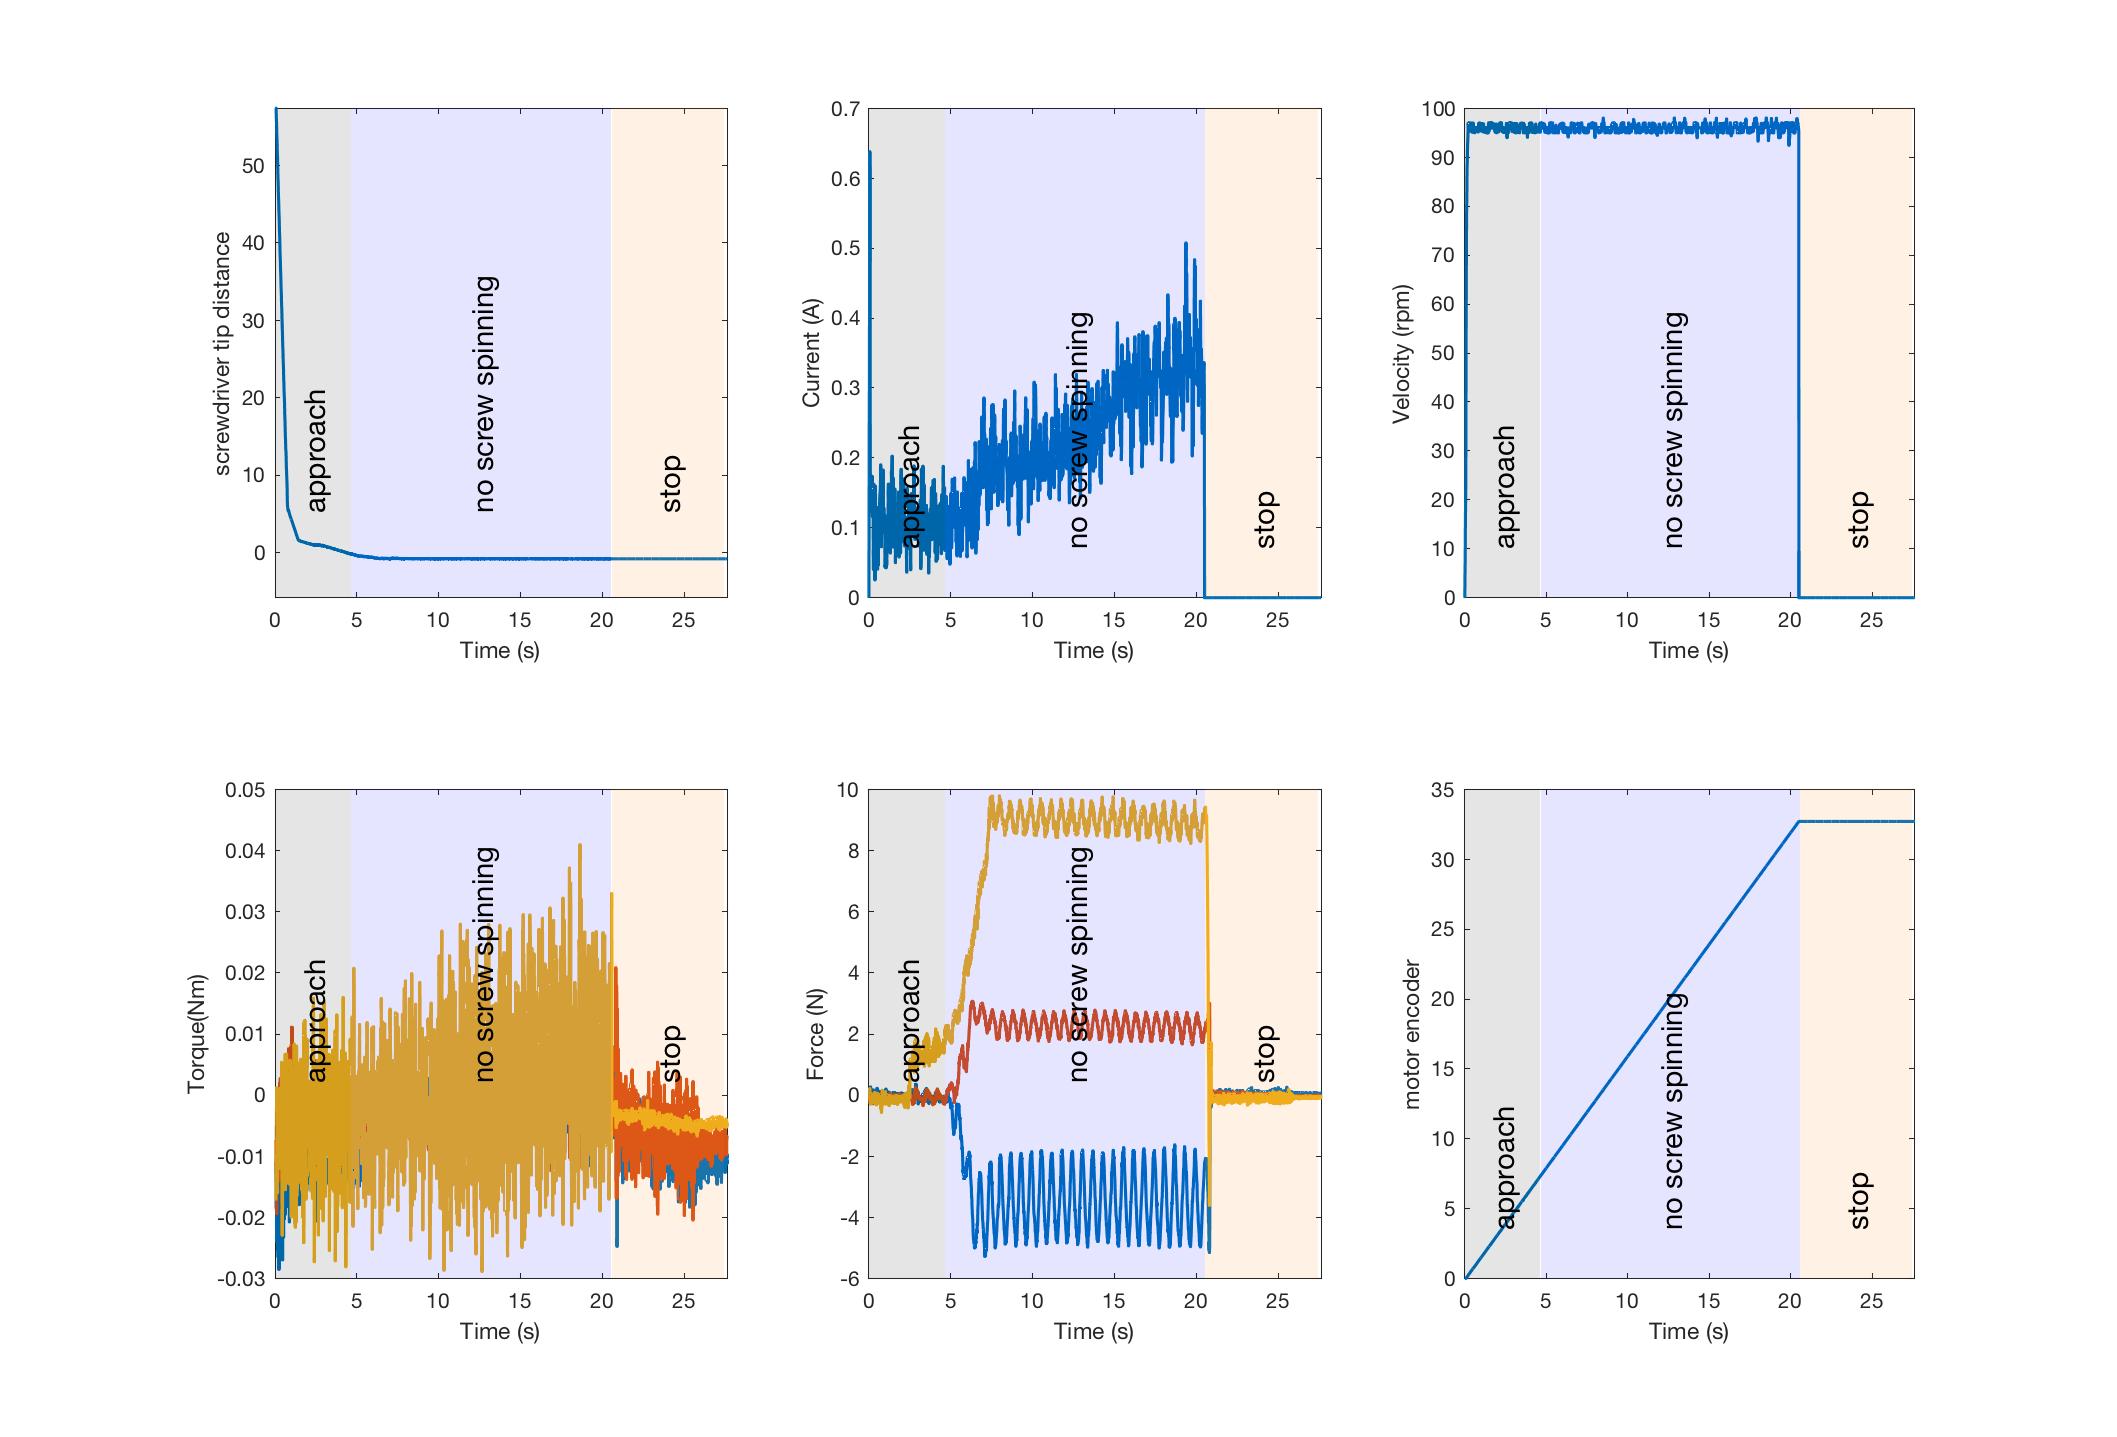 50
40
30
20
10
0
screwdriver tip distance
approach
no screw spinning
stop
0 5 10 15 20 25
Time (s)
0.7
0.6
0.5
0.4
0.3
0.2
0.1
0
Current (A)
approach
no screw spinning
stop
0 5 10 15 20 25
Time (s)
100
90
80
70
60
50
40
30
20
10
0
Velocity (rpm)
approach
no screw spinning
stop
0 5 10 15 20 25
Time (s)
0.05
0.04
0.03
0.02
0.01
0
-0.01
-0.02
-0.03
Torque(Nm)
approach
no screw spinning
stop
0 5 10 15 20 25
Time (s)
10
8
6
4
2
0
-2
-4
-6
Force (N)
approach
no screw spinning
stop
0 5 10 15 20 25
Time (s)
35
30
25
20
15
10
5
0
motor encoder
approach
no screw spinning
stop
0 5 10 15 20 25
Time (s)